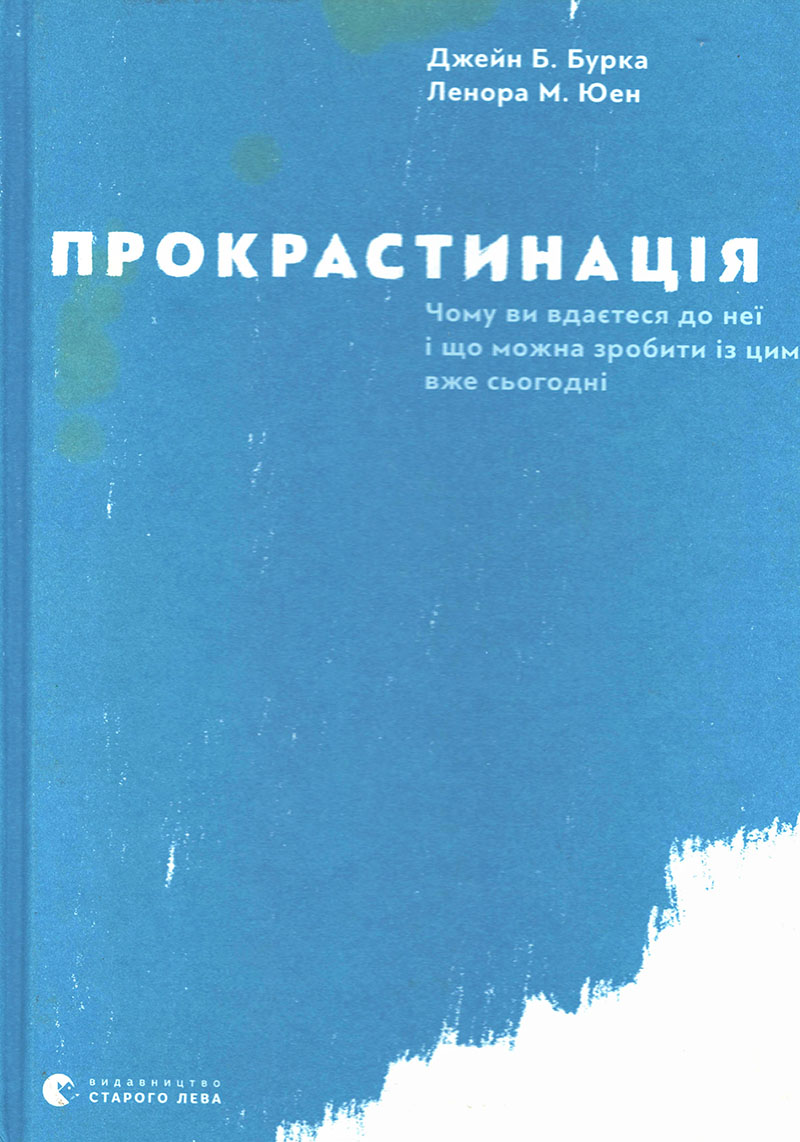 Джейн Б. Бурка
Ленора М. Юен
ПРОКРАСТИНАЦІЯ
Чому ви вдаєтеся до неї
і що можна зробити із цим
вже сьогодні
видавництво
СТАРОГО ЛЕВА